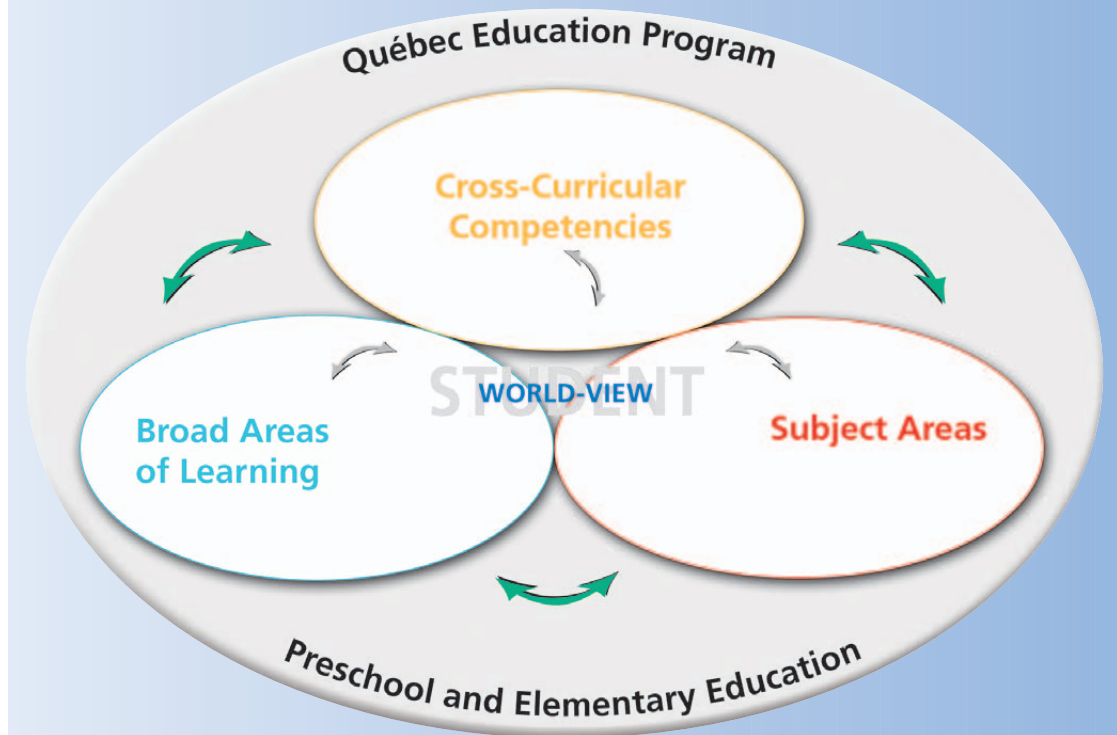 Québec Education Program
Cross-Curricular
Competencies
STUDENT
WORLD-VIEW
Broad Areas
of Learning
Subject Areas
Preschool and Elementary Education